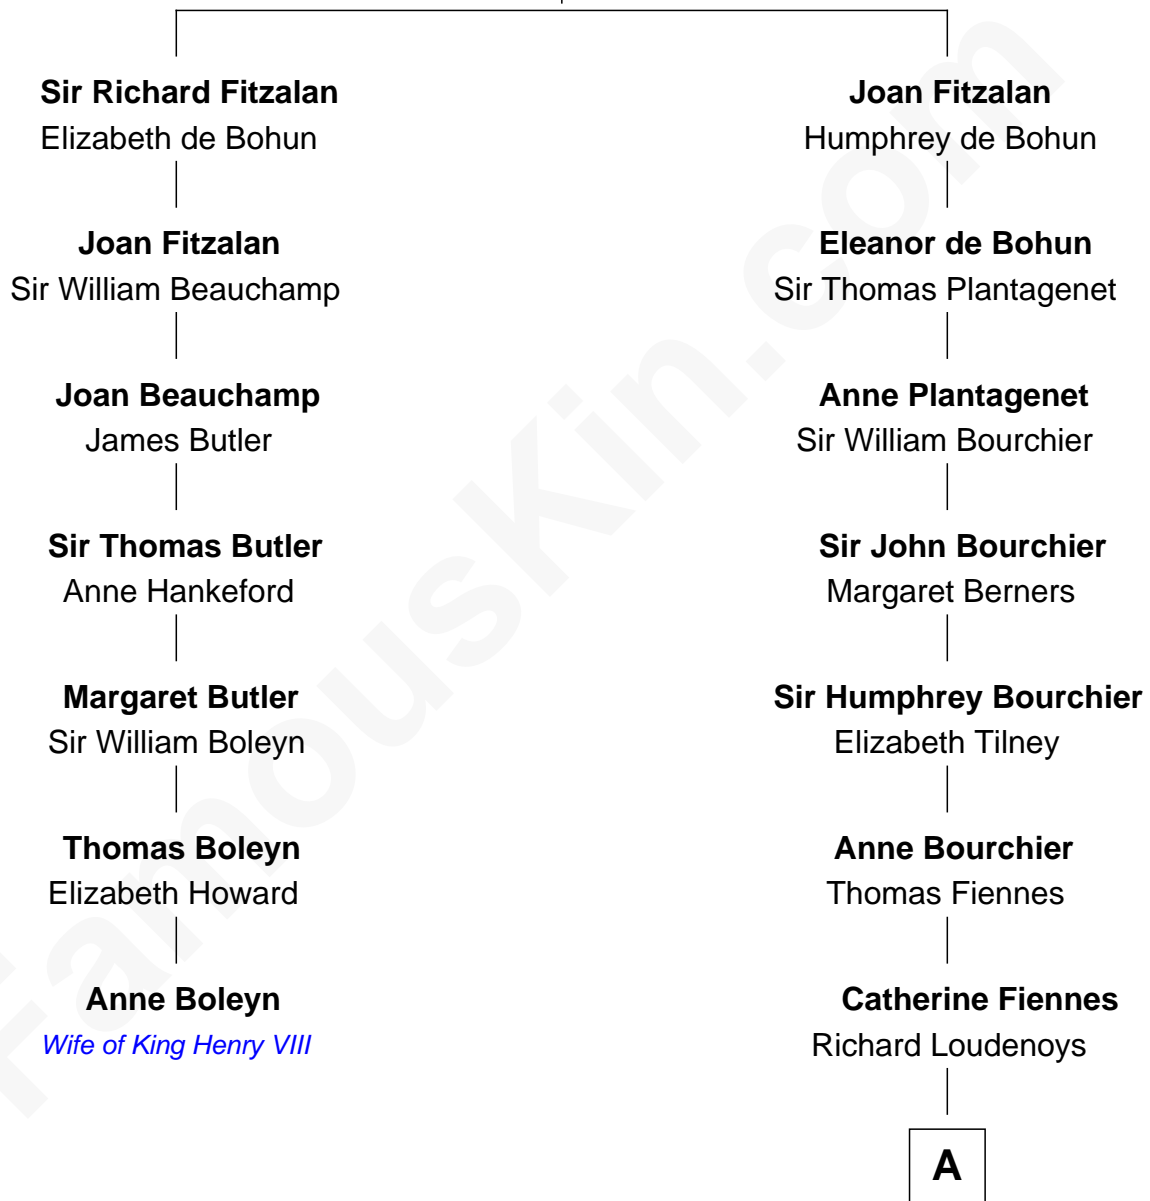 Sir Richard Fitzalan
Elizabeth de Bohun
Joan Fitzalan
Sir William Beauchamp
Joan Beauchamp
James Butler
Sir Thomas Butler
Anne Hankeford
Margaret Butler
Sir William Boleyn
Thomas Boleyn
Elizabeth Howard
Anne Boleyn
Wife of King Henry VIII
Joan Fitzalan
Humphrey de Bohun
Eleanor de Bohun
Sir Thomas Plantagenet
Anne Plantagenet
Sir William Bourchier
Sir John Bourchier
Margaret Berners
Sir Humphrey Bourchier
Elizabeth Tilney
Anne Bourchier
Thomas Fiennes
Catherine Fiennes
Richard Loudenoys
A
FamousKin.com